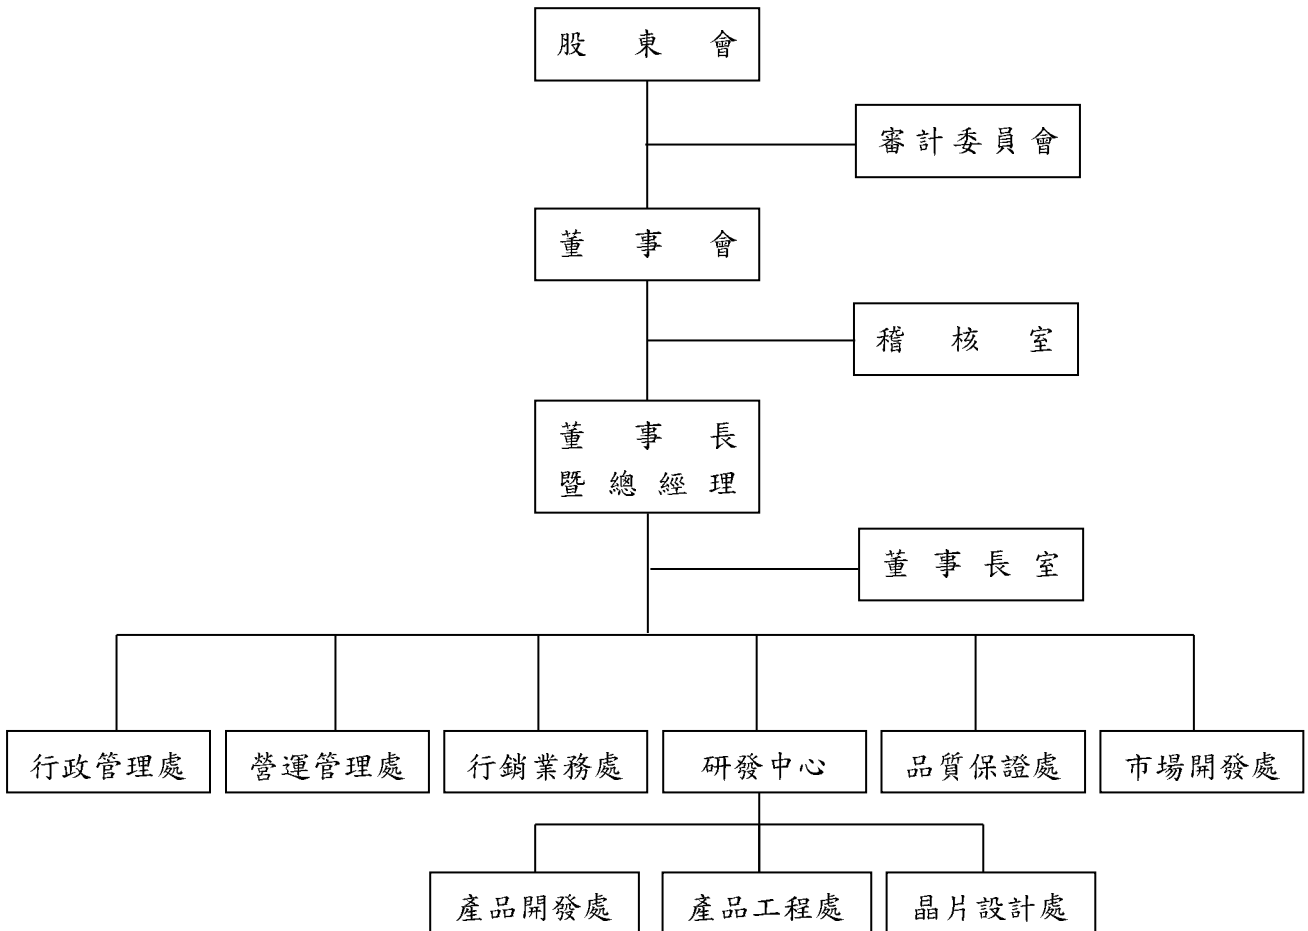 股東會
審計委員會
董事會
稽核室
董事長
暨總經理
董事長室
行政管理處
營運管理處
行銷業務處
研發中心
品質保證處
市場開發處
產品開發處
產品工程處
晶片設計處